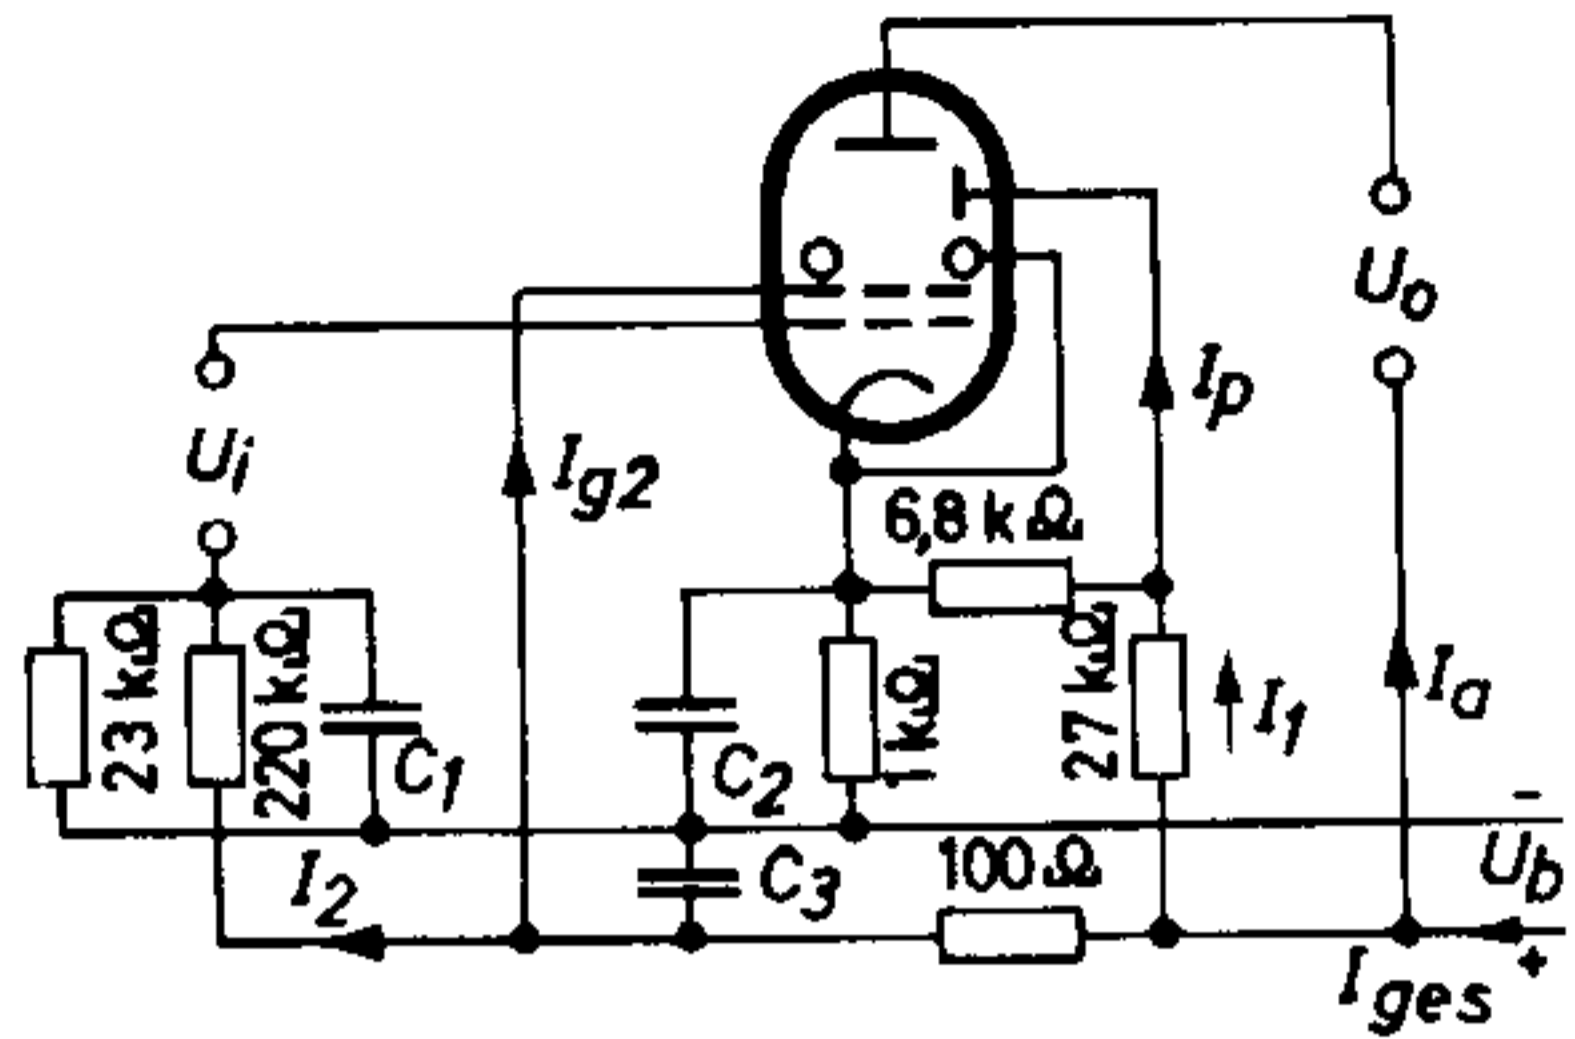 Uo
Ip
Ui
Ig2
6,8 kΩ
23 kΩ
220 kΩ
C1
C2
1 kΩ
27 kΩ
I1
Ia
−
Ub
I2
C3
100 Ω
Iges
+